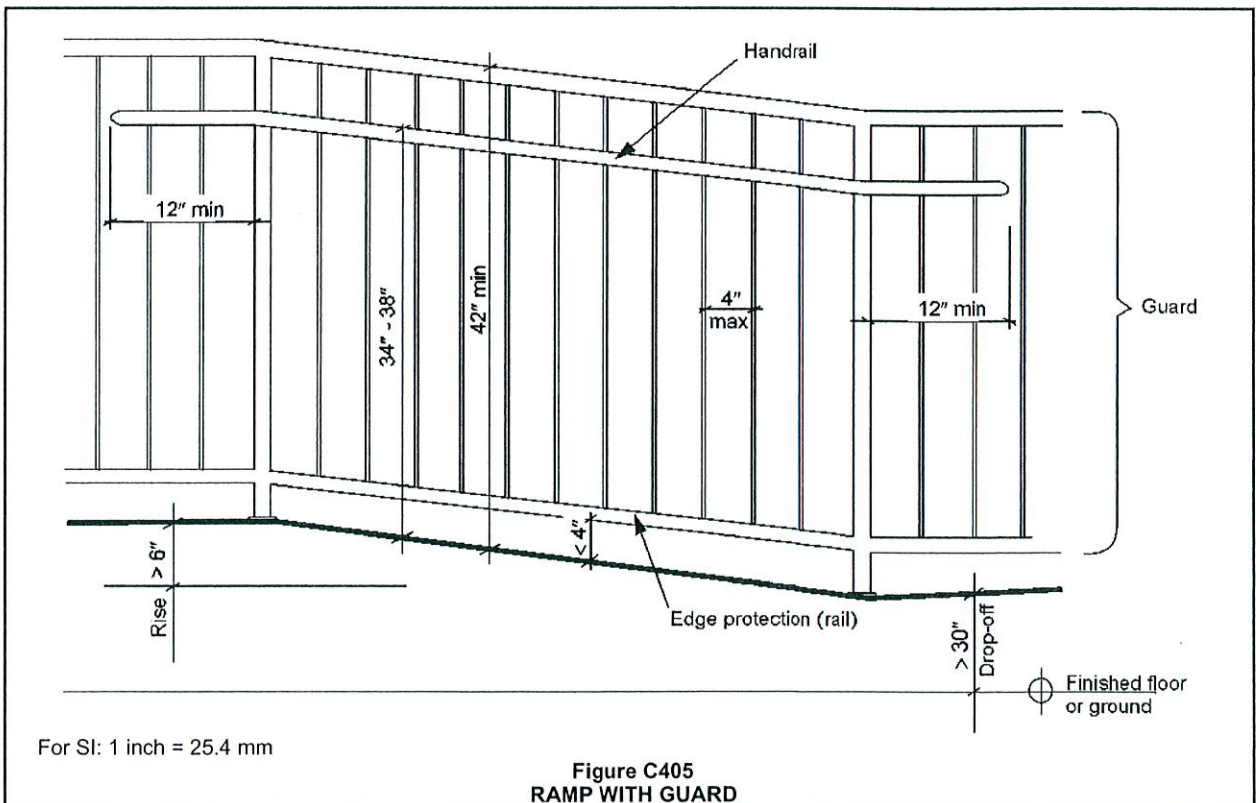 Handrail
12" min
34" - 38"
42" min
4"
max
12" min
Guard
< 4"
> 6"
Rise
Edge protection (rail)
> 30"
Drop-off
Finished floor
or ground
For SI: 1 inch = 25.4 mm
Figure C405
RAMP WITH GUARD